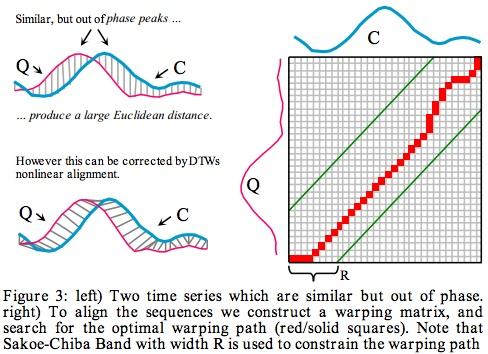 Similar, but out of phase peaks ...
Q
C
... produce a large Euclidean distance.
However this can be corrected by DTWs
nonlinear alignment.
Q
C
C
Q
R
Figure 3: left) Two time series which are similar but out of phase.
right) To align the sequences we construct a warping matrix, and
search for the optimal warping path (red/solid squares). Note that
Sakoe-Chiba Band with width R is used to constrain the warping path